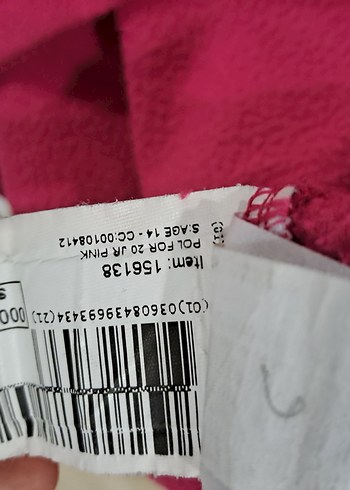 (01)03608439693434(21)
Item: 156138
POL FOR 20 JR PINK
S:AGE 14 - CC:00108412